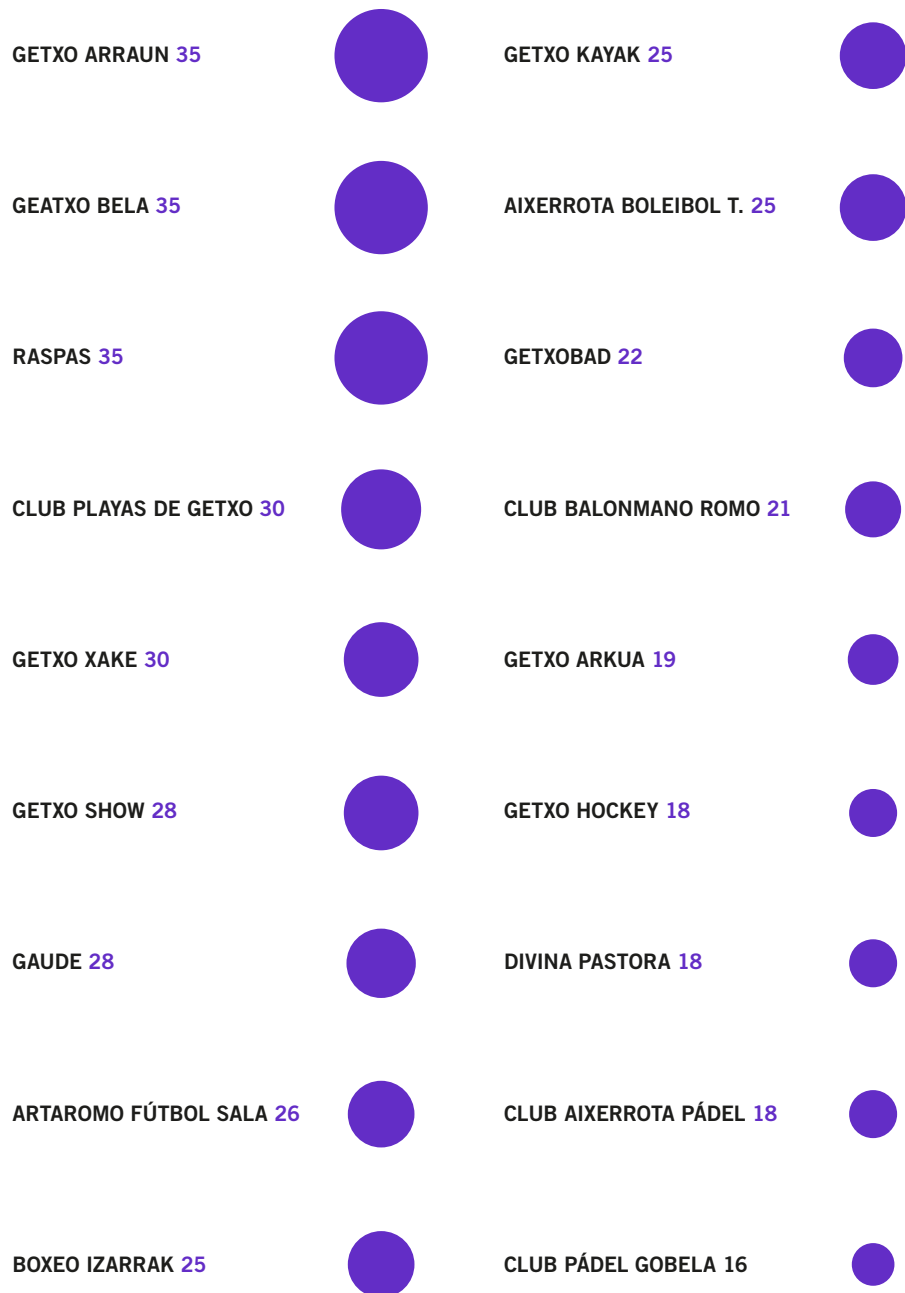 GETXO ARRAUN 35
GEATXO BELA 35
RASPAS 35
CLUB PLAYAS DE GETXO 30
GETXO XAKE 30
GETXO SHOW 28
GAUDE 28
ARTAROMO FÚTBOL SALA 26
BOXEO IZARRAK 25
GETXO KAYAK 25
AIXERROTA BOLEIBOL T. 25
GETXOBAD 22
CLUB BALONMANO ROMO 21
GETXO ARKUA 19
GETXO HOCKEY 18
DIVINA PASTORA 18
CLUB AIXERROTA PÁDEL 18
CLUB PÁDEL GOBELA 16